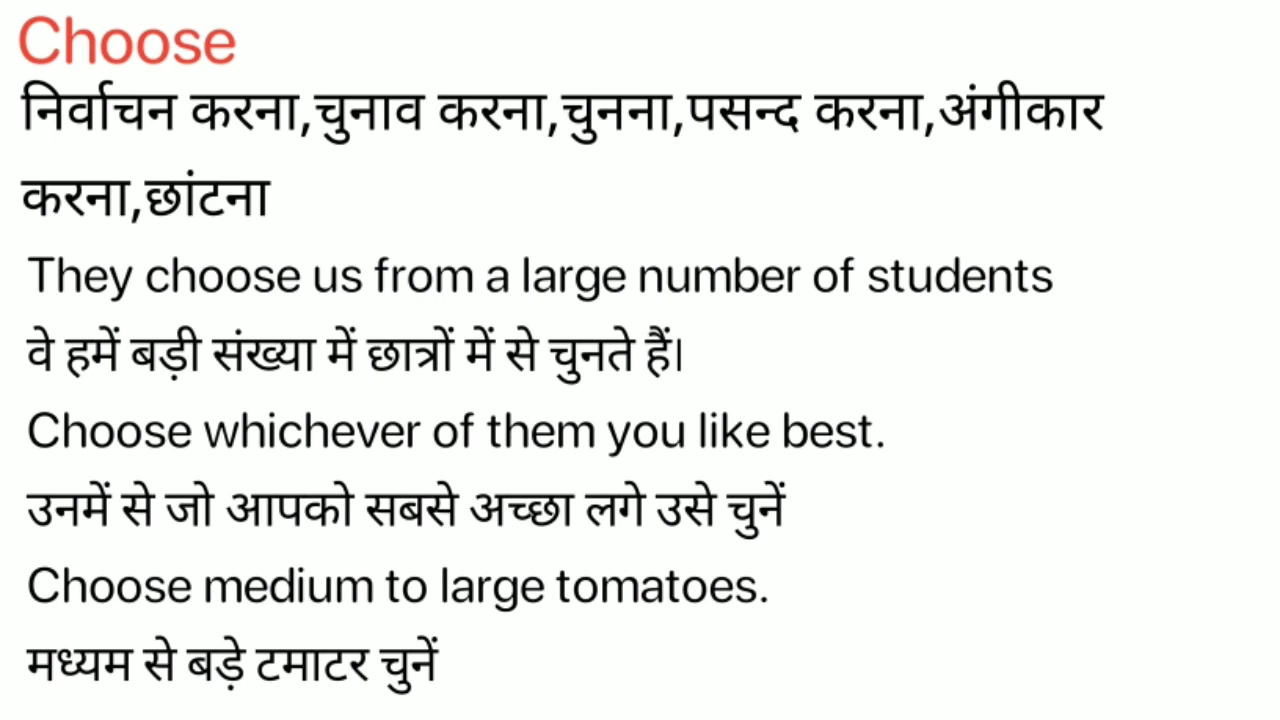 Choose
निर्वाचन करना,चुनाव करना,चुनना,पसन्द करना,अंगीकार
करना,छांटना
They choose us from a large number of students
वे हमें बड़ी संख्या में छात्रों में से चुनते हैं।
Choose whichever of them you like best.
उनमें से जो आपको सबसे अच्छा लगे उसे चुनें
Choose medium to large tomatoes.
मध्यम से बड़े टमाटर चुनें